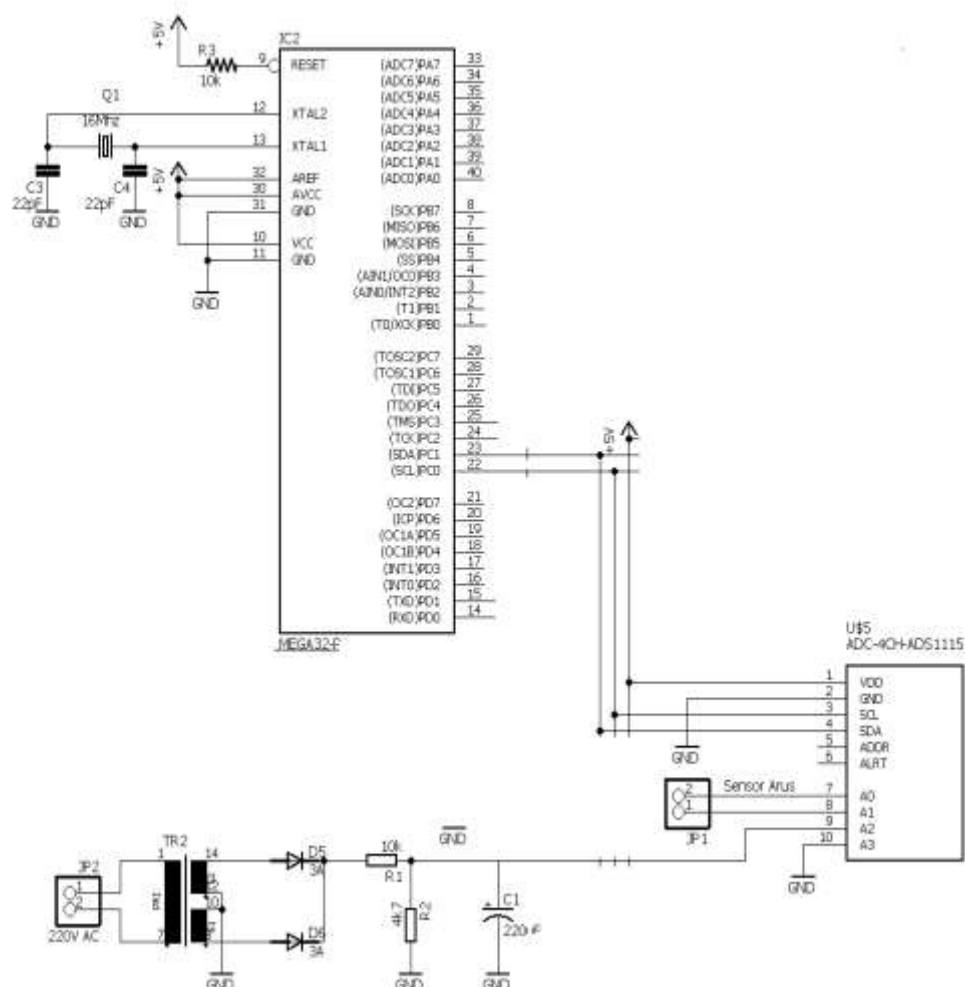 +5V
R3
10k
9
IC2
RESET
Q1
16Mhz
12
XTAL2
13
XTAL1
C3
22pF
GND
C4
22pF
GND
+5V
32
AREF
30
AVCC
31
GND
10
VCC
11
GND
GND
(ADC7)PA7 33
(ADC6)PA6 34
(ADC5)PA5 35
(ADC4)PA4 36
(ADC3)PA3 37
(ADC2)PA2 38
(ADC1)PA1 39
(ADC0)PA0 40
(SCK)PB7 8
(MISO)PB6 7
(MOSI)PB5 6
(SS)PB4 5
(AIN1/OC0)PB3 4
(AIN0/INT2)PB2 3
(T1)PB1 2
(T0/XCK)PB0 1
(TOSC2)PC7 29
(TOSC1)PC6 28
(TDI)PC5 27
(TDO)PC4 26
(TMS)PC3 25
(TCK)PC2 24
(SDA)PC1 23
(SCL)PC0 22
(OC2)PD7 21
(ICP)PD6 20
(OC1A)PD5 19
(OC1B)PD4 18
(INT1)PD3 17
(INT0)PD2 16
(TXD)PD1 15
(RXD)PD0 14
MEGA32-P
+5V
U$5
ADC-4CH-ADS1115
1 VDD
2 GND
3 SCL
4 SDA
5 ADDR
6 ALRT
7 A0
8 A1
9 A2
10 A3
GND
2
1
JP1
Sensor Arus
GND
JP2
1
2
220V AC
TR2
1
7
14
10
GND
D5
3A
D6
3A
10k
R1
GND
4k7
R2
GND
+
C1
GND